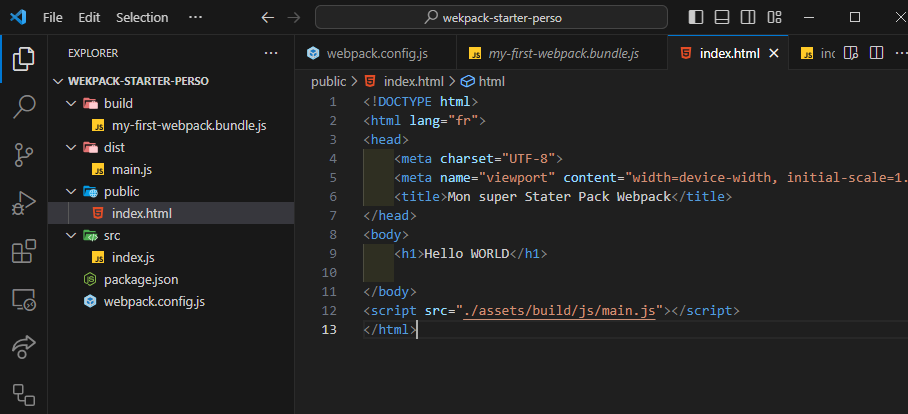 File Edit Selection ··· wekpack-starter-perso
EXPLORER ···
webpack.config.js my-first-webpack.bundle.js index.html
WEKPACK-STARTER-PERSO
build
my-first-webpack.bundle.js
dist
main.js
public
index.html
src
index.js
package.json
webpack.config.js
public > index.html > html
1 <!DOCTYPE html>
2 <html lang="fr">
3 <head>
4 <meta charset="UTF-8">
5 <meta name="viewport" content="width=device-width, initial-scale=1.
6 <title>Mon super Stater Pack Webpack</title>
7 </head>
8 <body>
9 <h1>Hello WORLD</h1>
10
11 </body>
12 <script src="./assets/build/js/main.js"></script>
13 </html>